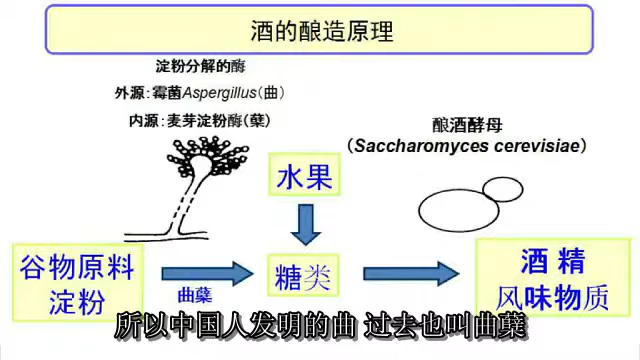 酒的酿造原理
淀粉分解的酶
外源：霉菌Aspergillus（曲）
内源：麦芽淀粉酶（蘖）
酿酒酵母
（Saccharomyces cerevisiae）
水果
谷物原料
淀粉
曲蘖
糖类
酒精
风味物质
所以中国人发明的曲 过去也叫曲蘖